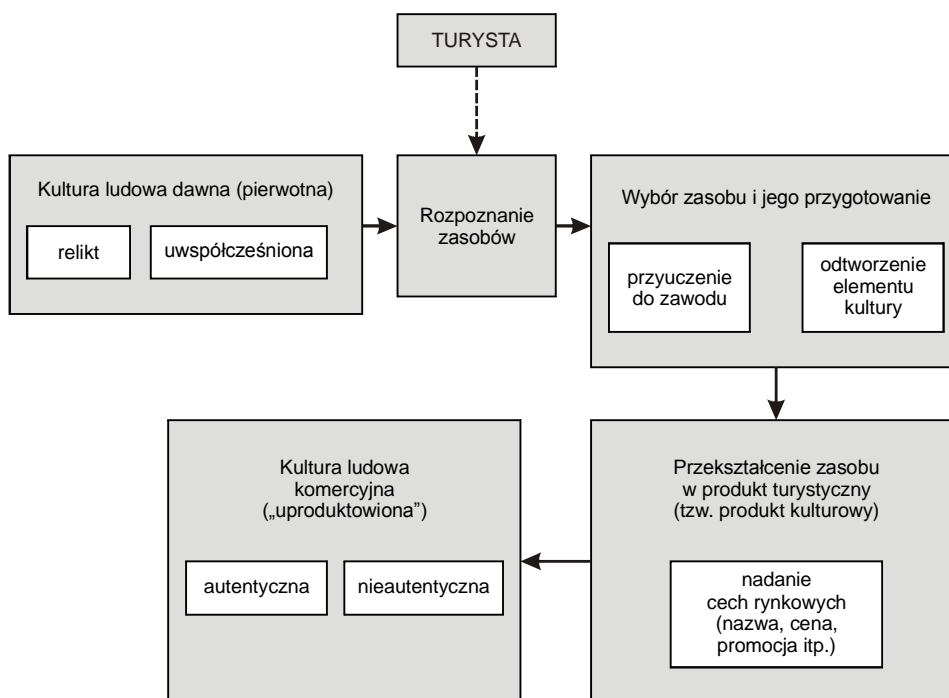 TURYSTA
Kultura ludowa dawna (pierwotna)
relikt
uwspółcześniona
Rozpoznanie
zasobów
Wybór zasobu i jego przygotowanie
przyuczenie
do zawodu
odtworzenie
elementu
kultury
Przekształcenie zasobu
w produkt turystyczny
(tzw. produkt kulturowy)
nadanie
cech rynkowych
(nazwa, cena,
promocja itp.)
Kultura ludowa
komercyjna
(„uproduktowiona”)
autentyczna
nieautentyczna